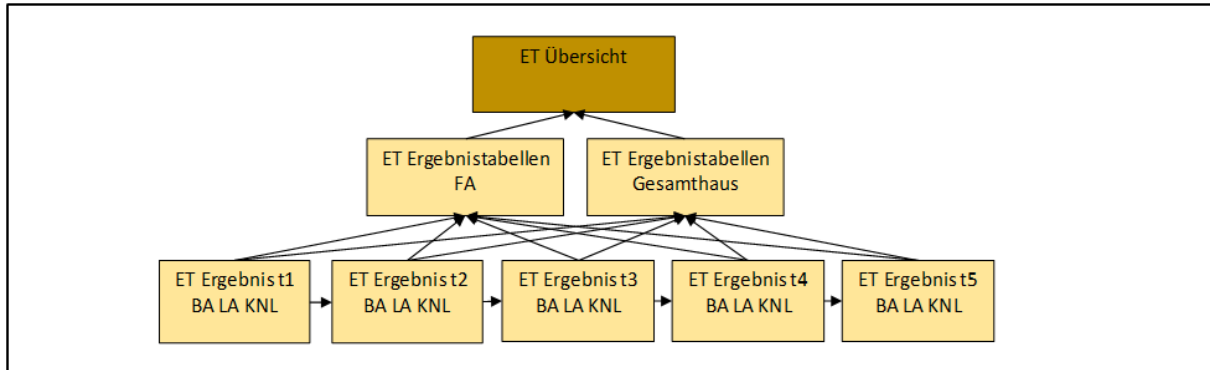 ET Übersicht
ET Ergebnistabellen
FA
ET Ergebnistabellen
Gesamthaus
ET Ergebnis t1
BA LA KNL
ET Ergebnis t2
BA LA KNL
ET Ergebnis t3
BA LA KNL
ET Ergebnis t4
BA LA KNL
ET Ergebnis t5
BA LA KNL